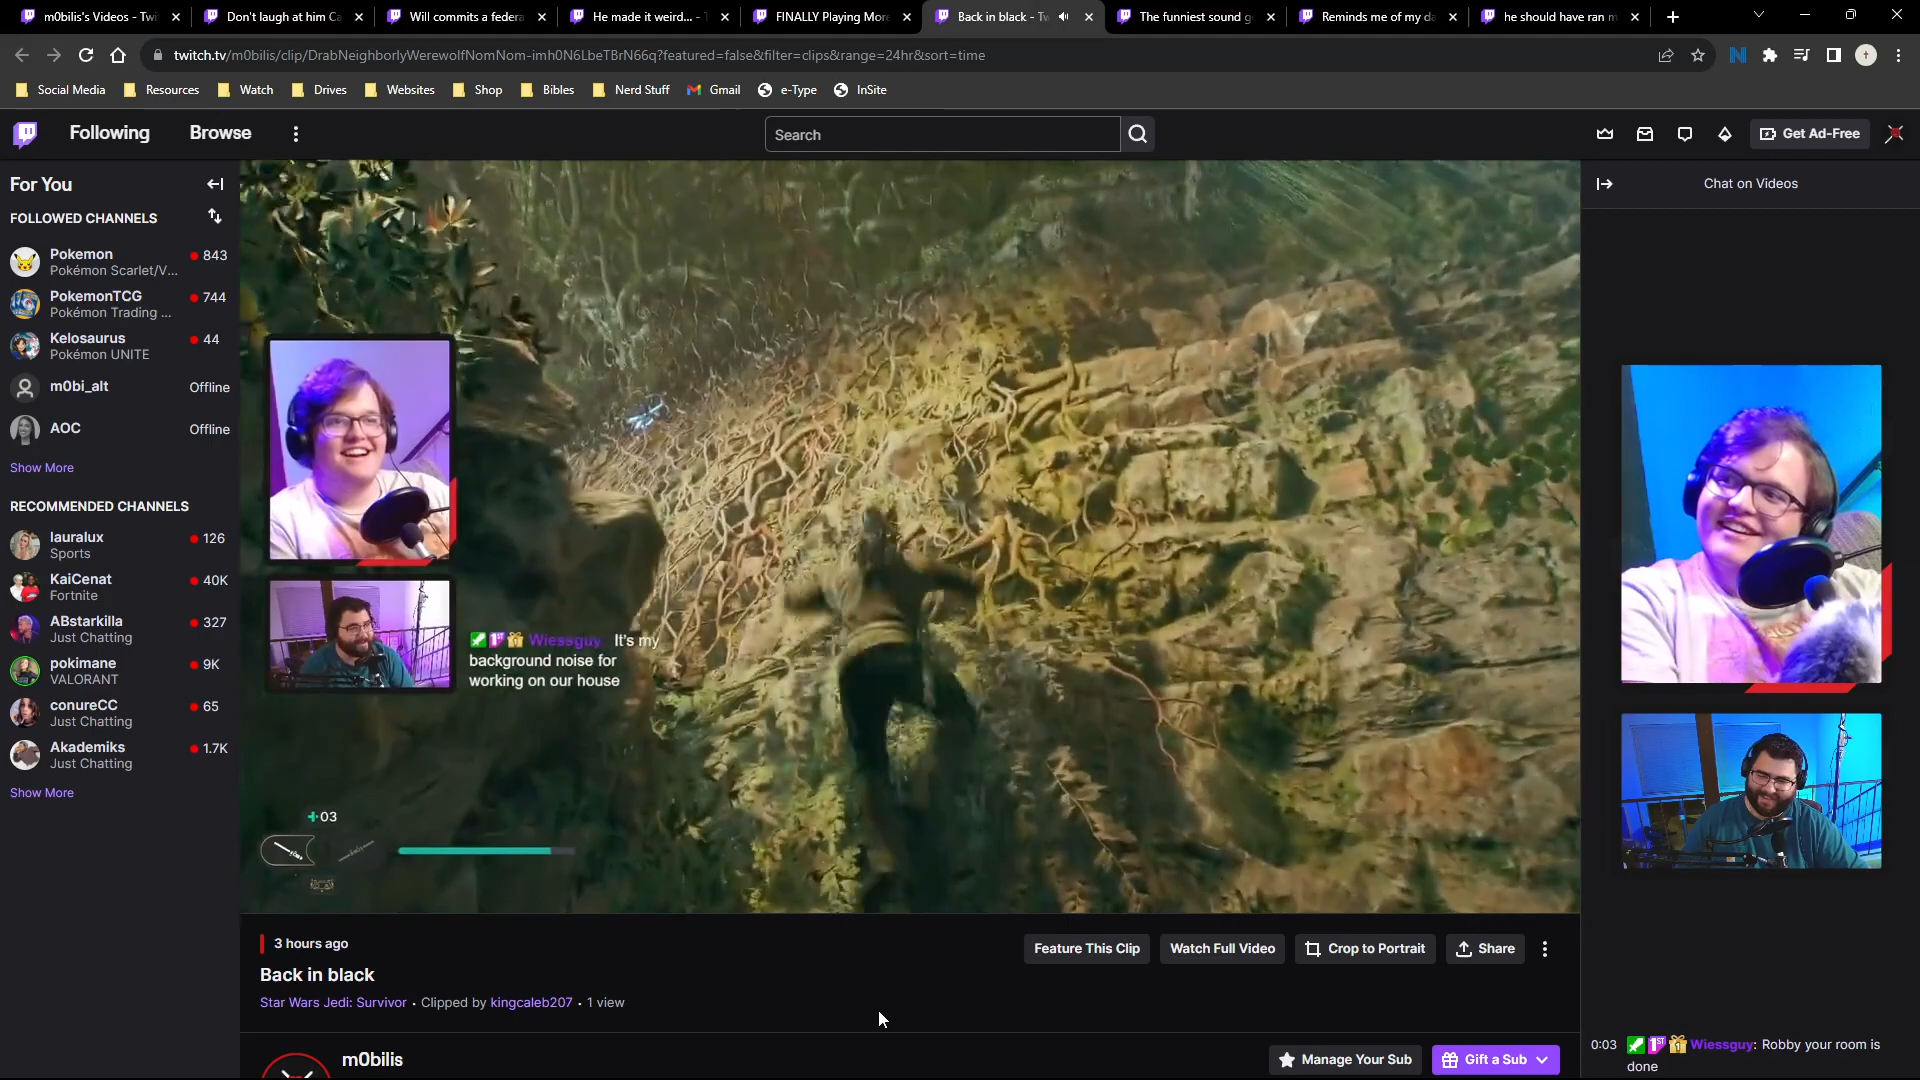 m0bilis's Videos - Twi
Don't laugh at him Ca
Will commits a federa
He made it weird... - T
FINALLY Playing More
Back in black - Tw
The funniest sound g
Reminds me of my da
he should have ran m
twitch.tv/m0bilis/clip/DrabNeighborlyWerewolfNomNom-imh0N6LbeTBrN66q?featured=false&filter=clips&range=24hr&sort=time
Social Media
Resources
Watch
Drives
Websites
Shop
Bibles
Nerd Stuff
Gmail
e-Type
InSite
Following
Browse
Search
Get Ad-Free
For You
FOLLOWED CHANNELS
Pokemon 843
Pokémon Scarlet/V...
PokemonTCG 744
Pokémon Trading ...
Kelosaurus 44
Pokémon UNITE
m0bi_alt Offline
AOC Offline
Show More
RECOMMENDED CHANNELS
lauralux 126
Sports
KaiCenat 40K
Fortnite
ABstarkilla 327
Just Chatting
pokimane 9K
VALORANT
conureCC 65
Just Chatting
Akademiks 1.7K
Just Chatting
Show More
Wiessguy It's my
background noise for
working on our house
+03
3 hours ago
Back in black
Star Wars Jedi: Survivor • Clipped by kingcaleb207 • 1 view
Feature This Clip
Watch Full Video
Crop to Portrait
Share
m0bilis
Manage Your Sub
Gift a Sub
Chat on Videos
0:03 1ST Wiessguy: Robby your room is
done